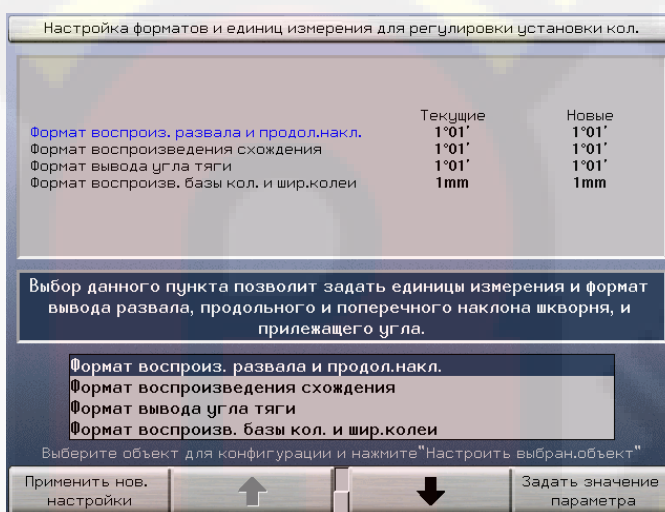 Настройка форматов и единиц измерения для регулировки установки кол.
Текущие Новые
Формат воспроиз. развала и продол.накл. 1°01′ 1°01′
Формат воспроизведения схождения 1°01′ 1°01′
Формат вывода угла тяги 1°01′ 1°01′
Формат воспроизв. базы кол. и шир.колеи 1mm 1mm
Выбор данного пункта позволит задать единицы измерения и формат
вывода развала, продольного и поперечного наклона шкворня, и
прилежащего угла.
Формат воспроиз. развала и продол.накл.
Формат воспроизведения схождения
Формат вывода угла тяги
Формат воспроизв. базы кол. и шир.колеи
Выберите объект для конфигурации и нажмите"Настроить выбран.объект"
Применить нов.
настройки
Задать значение
параметра